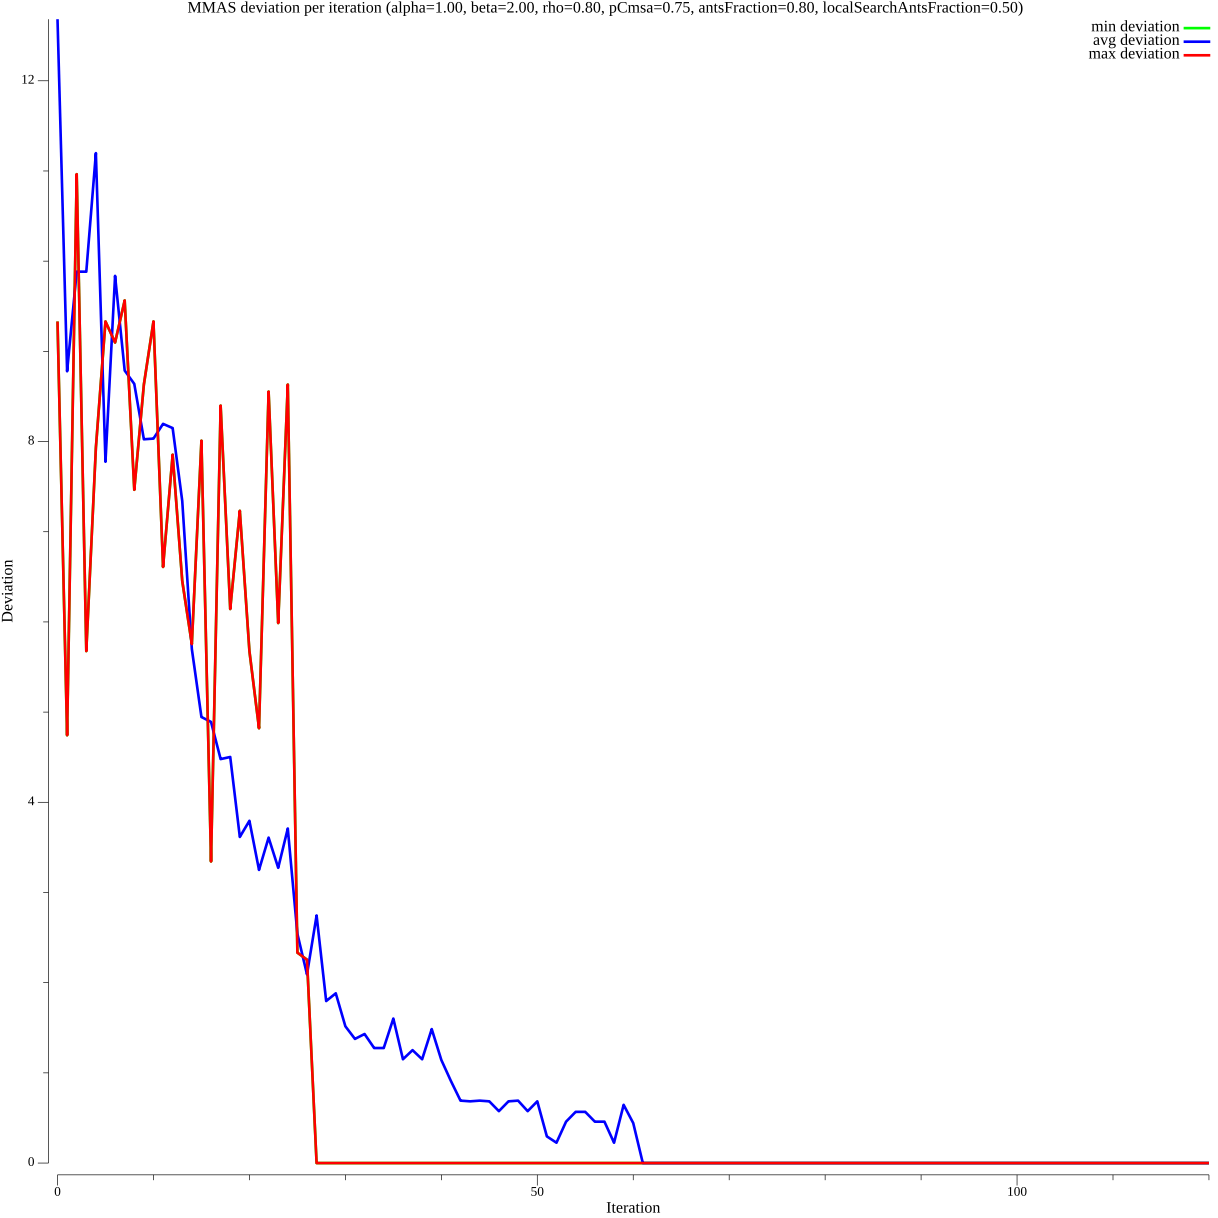 MMAS deviation per iteration (alpha=1.00, beta=2.00, rho=0.80, pCmsa=0.75, antsFraction=0.80, localSearchAntsFraction=0.50)
min deviation
avg deviation
max deviation
12
8
4
0
Deviation
0
50
100
Iteration